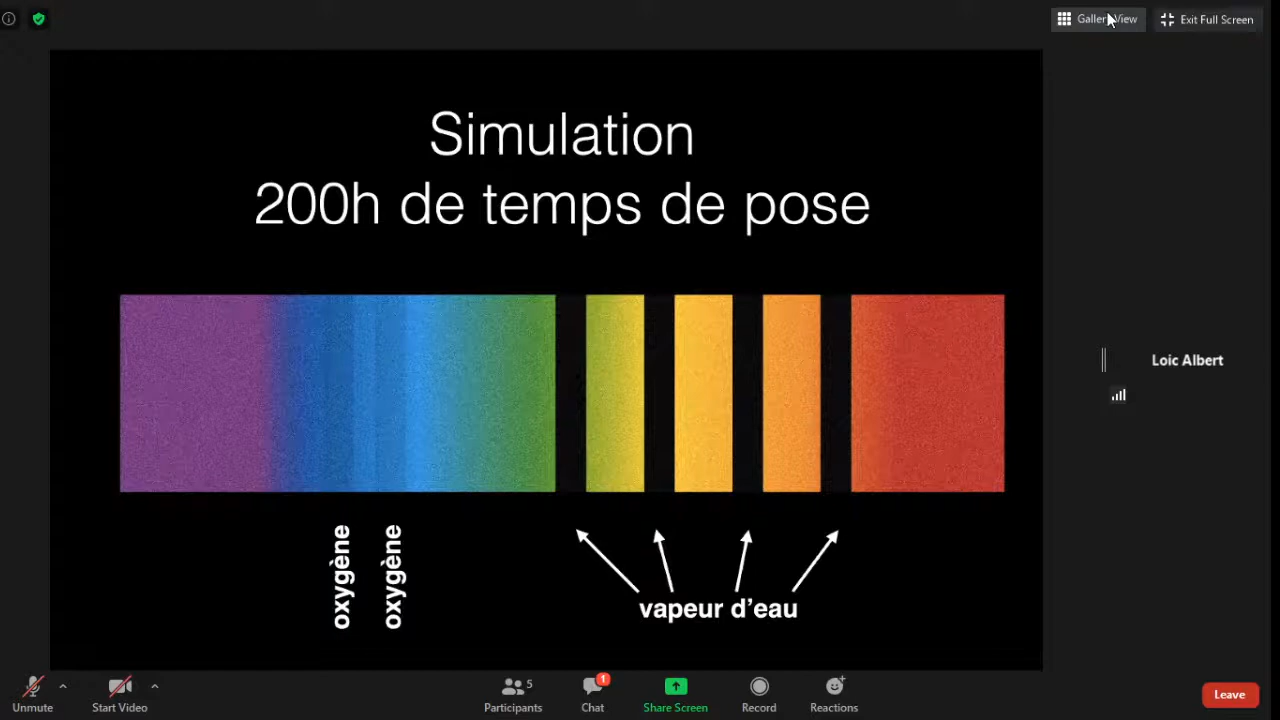 Gallery View
Exit Full Screen
Simulation
200h de temps de pose
Loic Albert
oxygène
oxygène
vapeur d'eau
Unmute
Start Video
5
Participants
1
Chat
Share Screen
Record
Reactions
Leave